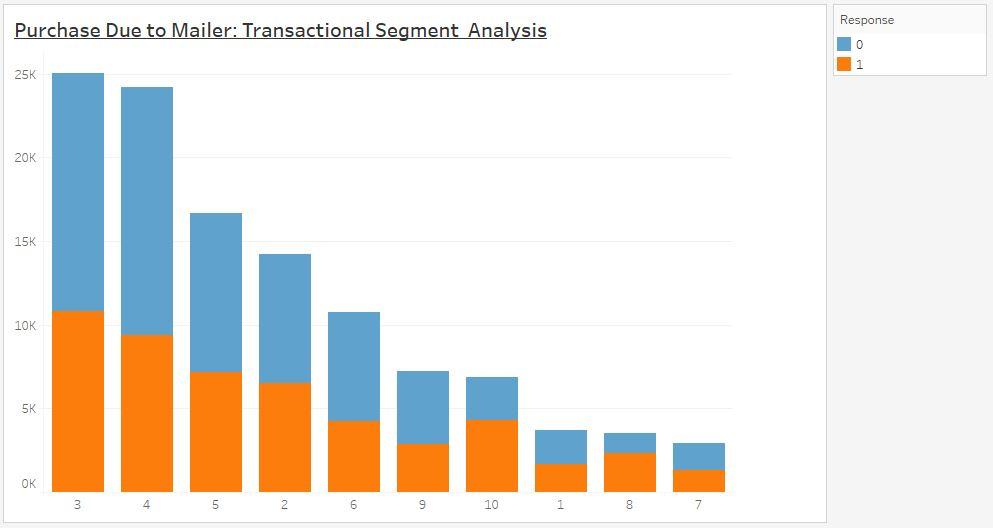 Purchase Due to Mailer: Transactional Segment  Analysis
Response
0
1
25K
20K
15K
10K
5K
0K
3 4 5 2 6 9 10 1 8 7